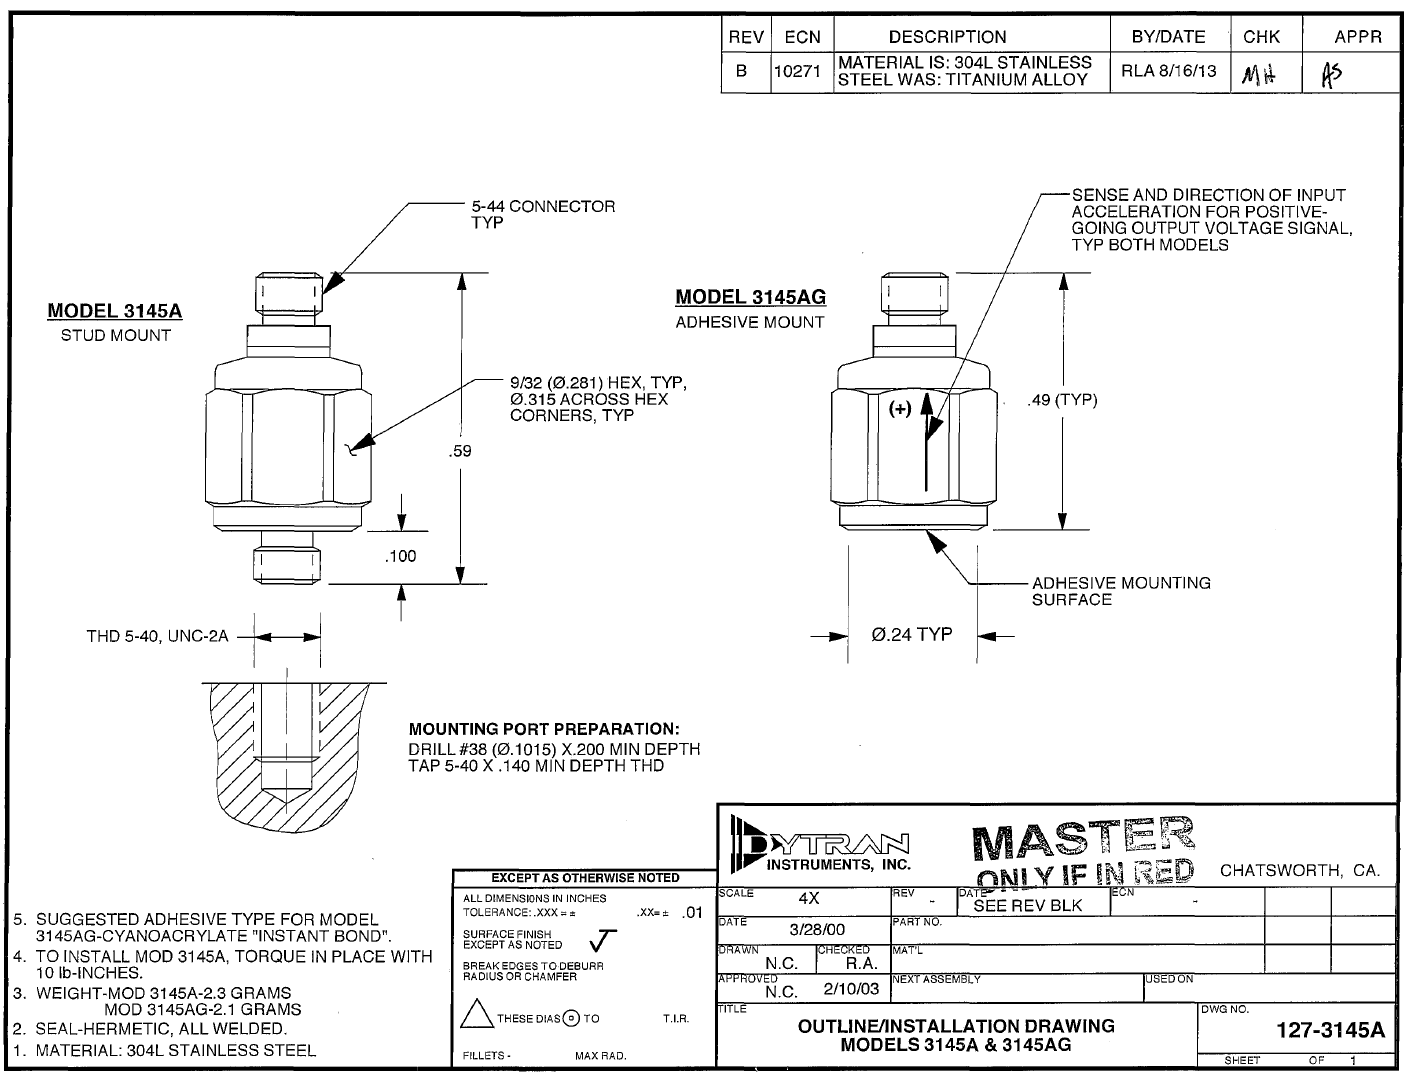 REV ECN DESCRIPTION BY/DATE CHK APPR
B 10271 MATERIAL IS: 304L STAINLESS RLA 8/16/13 MH AS
STEEL WAS: TITANIUM ALLOY
5-44 CONNECTOR
TYP
SENSE AND DIRECTION OF INPUT
ACCELERATION FOR POSITIVE-
GOING OUTPUT VOLTAGE SIGNAL,
TYP BOTH MODELS
MODEL 3145A
STUD MOUNT
MODEL 3145AG
ADHESIVE MOUNT
9/32 (Ø.281) HEX, TYP,
Ø.315 ACROSS HEX
CORNERS, TYP
(+)
.49 (TYP)
.59
.100
ADHESIVE MOUNTING
SURFACE
THD 5-40, UNC-2A
Ø.24 TYP
MOUNTING PORT PREPARATION:
DRILL #38 (Ø.1015) X.200 MIN DEPTH
TAP 5-40 X .140 MIN DEPTH THD
5. SUGGESTED ADHESIVE TYPE FOR MODEL
3145AG-CYANOACRYLATE "INSTANT BOND".
4. TO INSTALL MOD 3145A, TORQUE IN PLACE WITH
10 lb-INCHES.
3. WEIGHT-MOD 3145A-2.3 GRAMS
MOD 3145AG-2.1 GRAMS
2. SEAL-HERMETIC, ALL WELDED.
1. MATERIAL: 304L STAINLESS STEEL
EXCEPT AS OTHERWISE NOTED
ALL DIMENSIONS IN INCHES
TOLERANCE: .XXX = ± .XX= ± .01
SURFACE FINISH
EXCEPT AS NOTED
BREAK EDGES TO DEBURR
RADIUS OR CHAMFER
THESE DIAS TO T.I.R.
FILLETS - MAX RAD.
DYTRAN
INSTRUMENTS, INC.
MASTER
ONLY IF IN RED
CHATSWORTH, CA.
SCALE 4X REV - DATE SEE REV BLK ECN -
DATE 3/28/00 PART NO.
DRAWN N.C. CHECKED R.A. MAT'L
APPROVED N.C. 2/10/03 NEXT ASSEMBLY USED ON
TITLE
OUTLINE/INSTALLATION DRAWING
MODELS 3145A & 3145AG
DWG NO.
127-3145A
SHEET OF 1